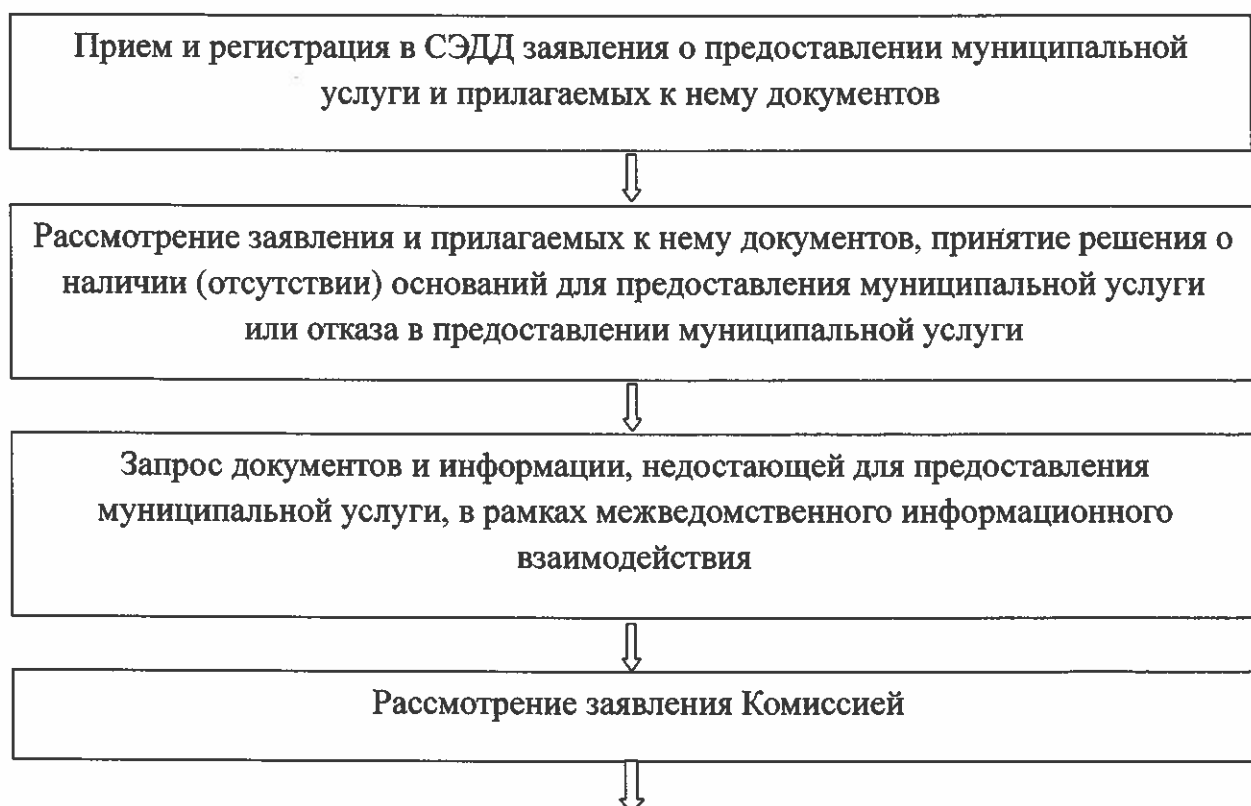 Прием и регистрация в СЭДД заявления о предоставлении муниципальной
услуги и прилагаемых к нему документов
Рассмотрение заявления и прилагаемых к нему документов, принятие решения о
наличии (отсутствии) оснований для предоставления муниципальной услуги
или отказа в предоставлении муниципальной услуги
Запрос документов и информации, недостающей для предоставления
муниципальной услуги, в рамках межведомственного информационного
взаимодействия
Рассмотрение заявления Комиссией